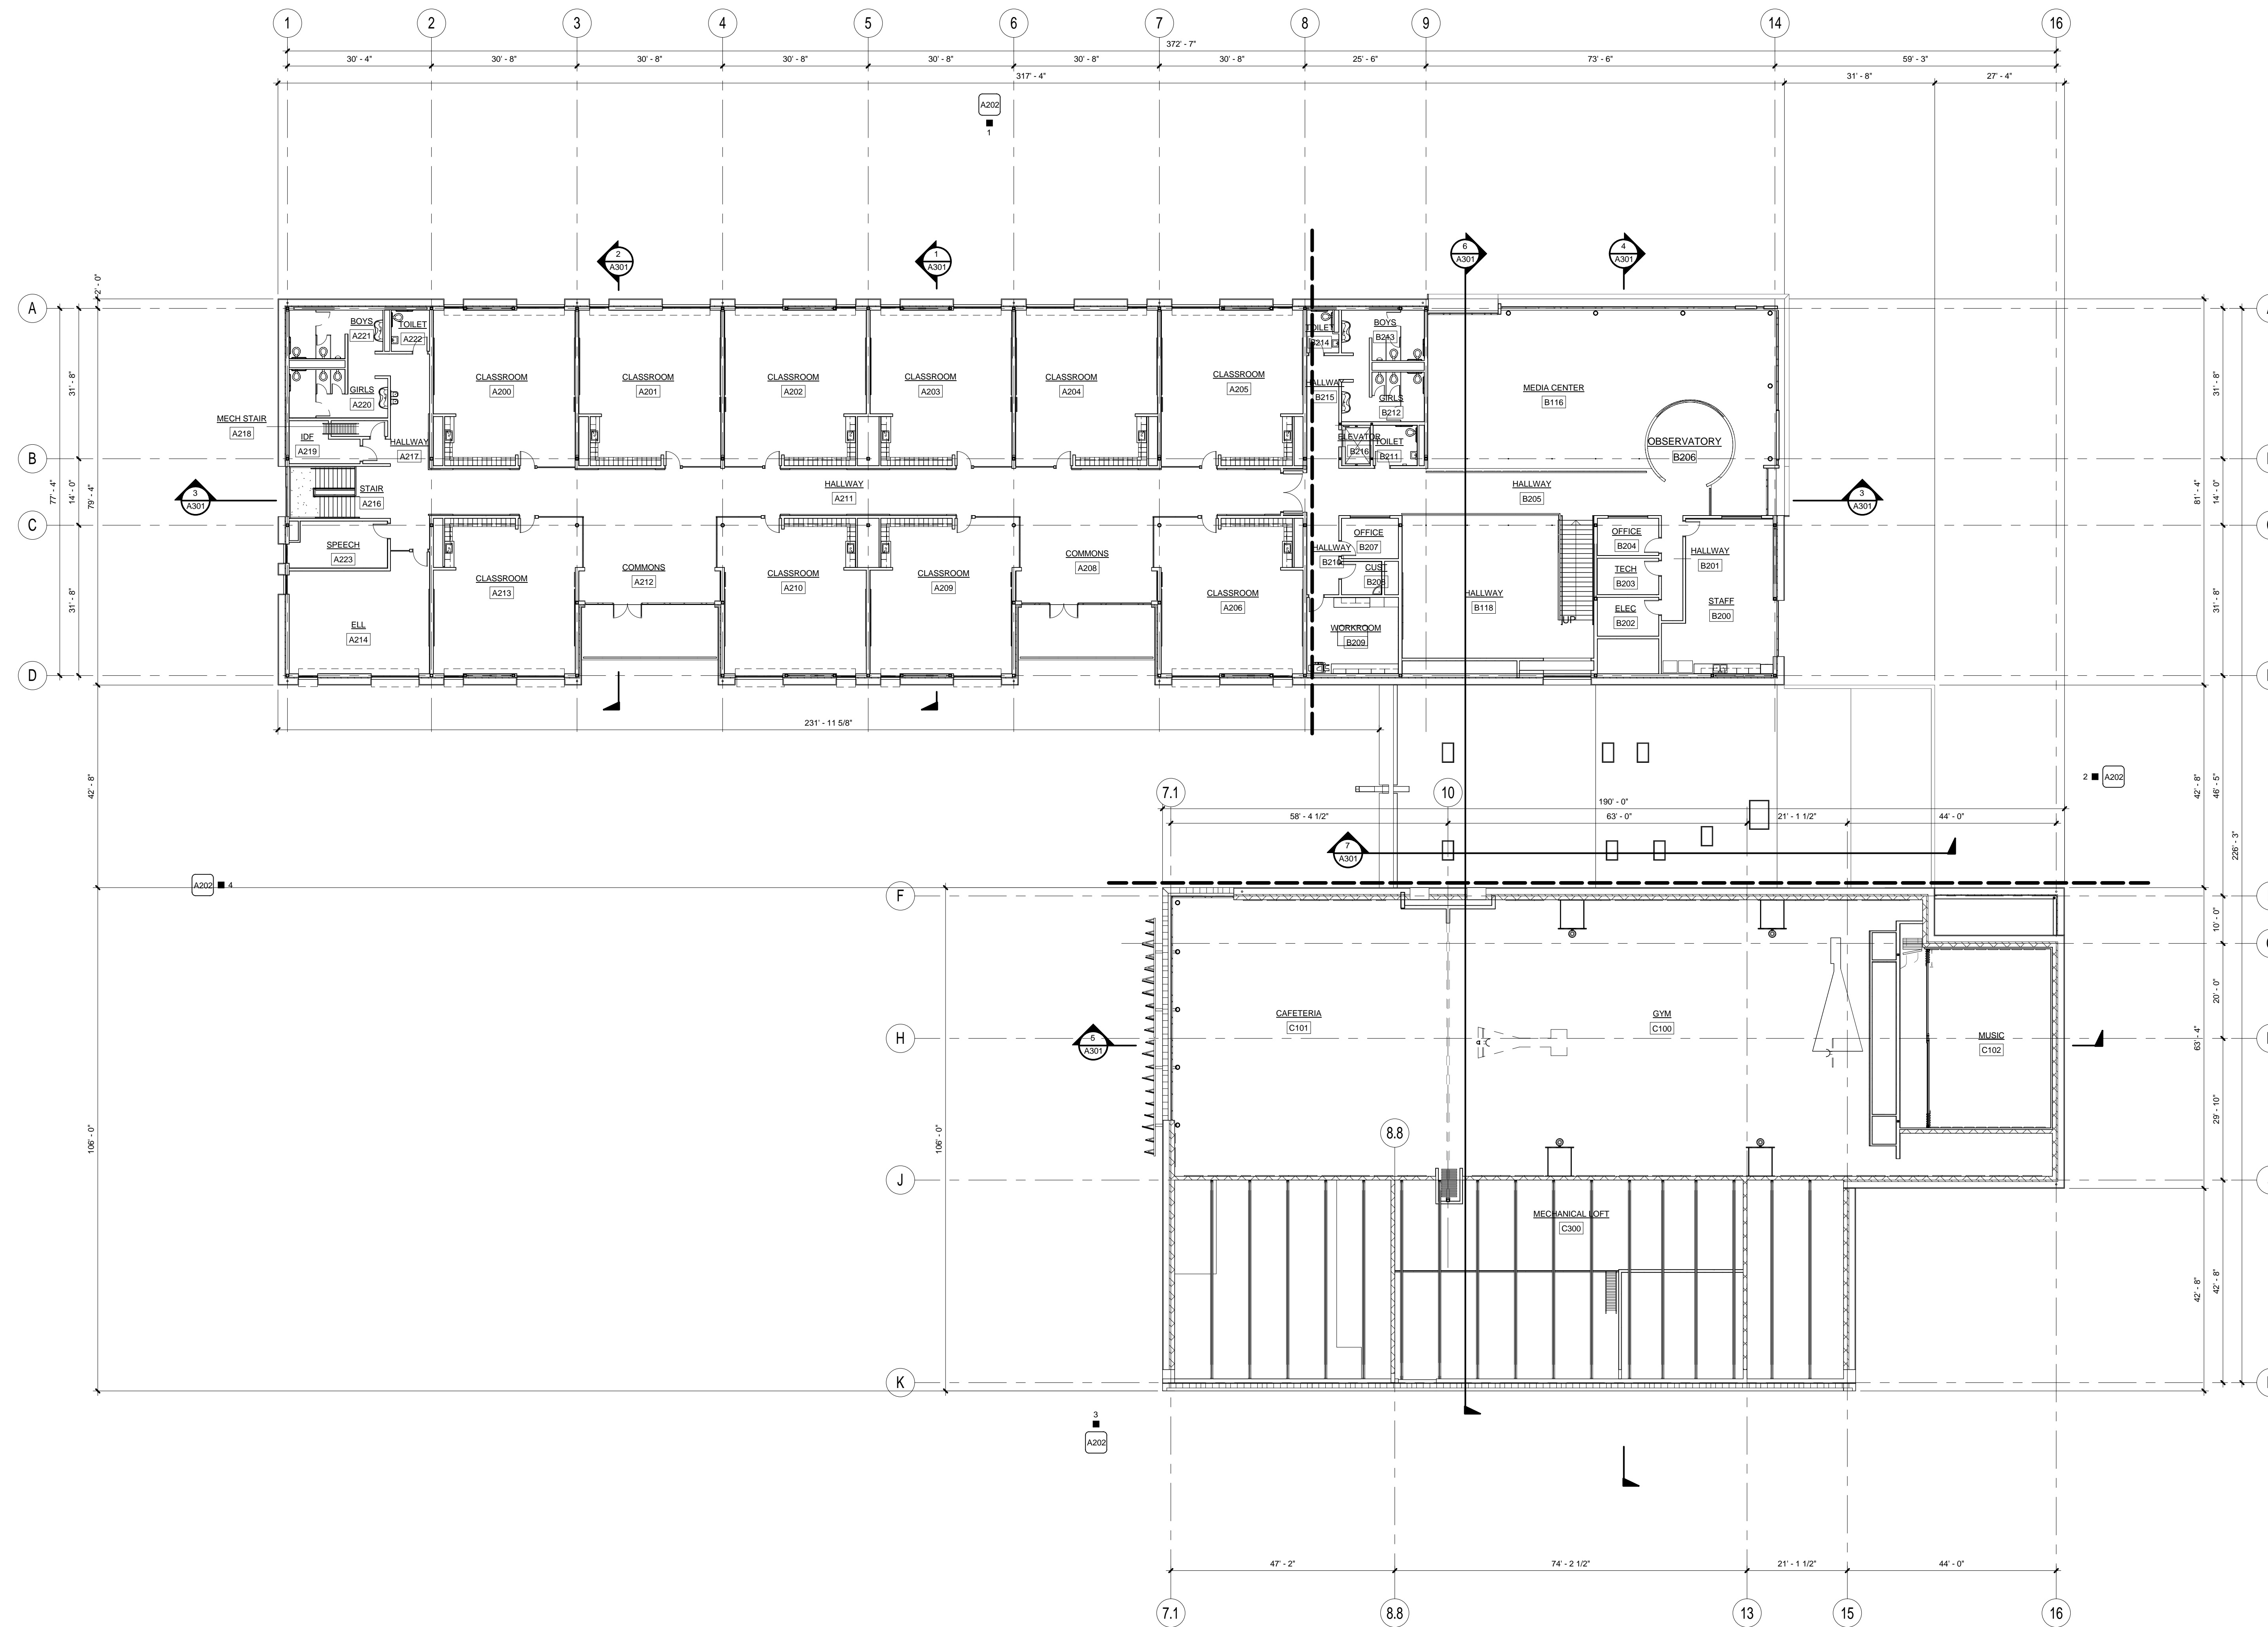 1 2 3 4 5 6 7 8 9 14 16
372' - 7"
30' - 4" 30' - 8" 30' - 8" 30' - 8" 30' - 8" 30' - 8" 30' - 8" 25' - 6" 73' - 6" 59' - 3"
317' - 4" 31' - 8" 27' - 4"
A202
1
2
A301
1
A301
6
A301
4
A301
2' - 0"
A
B
C
D
77' - 4"
31' - 8"
14' - 0"
31' - 8"
79' - 4"
42' - 8"
106' - 0"
BOYS
A221
TOILET
A222
GIRLS
A220
MECH STAIR
A218
IDF
A219
HALLWAY
A217
STAIR
A216
SPEECH
A223
ELL
A214
3
A301
CLASSROOM
A200
CLASSROOM
A201
CLASSROOM
A202
CLASSROOM
A203
CLASSROOM
A204
CLASSROOM
A205
HALLWAY
A211
CLASSROOM
A213
COMMONS
A212
CLASSROOM
A210
CLASSROOM
A209
COMMONS
A208
CLASSROOM
A206
TOILET
B214
BOYS
B213
HALLWAY
B215
GIRLS
B212
ELEVATOR
B216
TOILET
B211
MEDIA CENTER
B116
OBSERVATORY
B206
HALLWAY
B205
3
A301
OFFICE
B207
HALLWAY
B210
CUST
B208
WORKROOM
B209
HALLWAY
B118
UP
OFFICE
B204
TECH
B203
ELEC
B202
HALLWAY
B201
STAFF
B200
231' - 11 5/8"
81' - 4"
31' - 8"
14' - 0"
31' - 8"
42' - 8"
46' - 5"
226' - 3"
2 A202
7.1 10
190' - 0"
58' - 4 1/2" 63' - 0" 21' - 1 1/2" 44' - 0"
7
A301
A202 4
F
H
J
K
106' - 0"
5
A301
CAFETERIA
C101
GYM
C100
MUSIC
C102
8.8
MECHANICAL LOFT
C300
10' - 0"
20' - 0"
63' - 4"
29' - 10"
42' - 8"
42' - 8"
3
A202
47' - 2" 74' - 2 1/2" 21' - 1 1/2" 44' - 0"
7.1 8.8 13 15 16